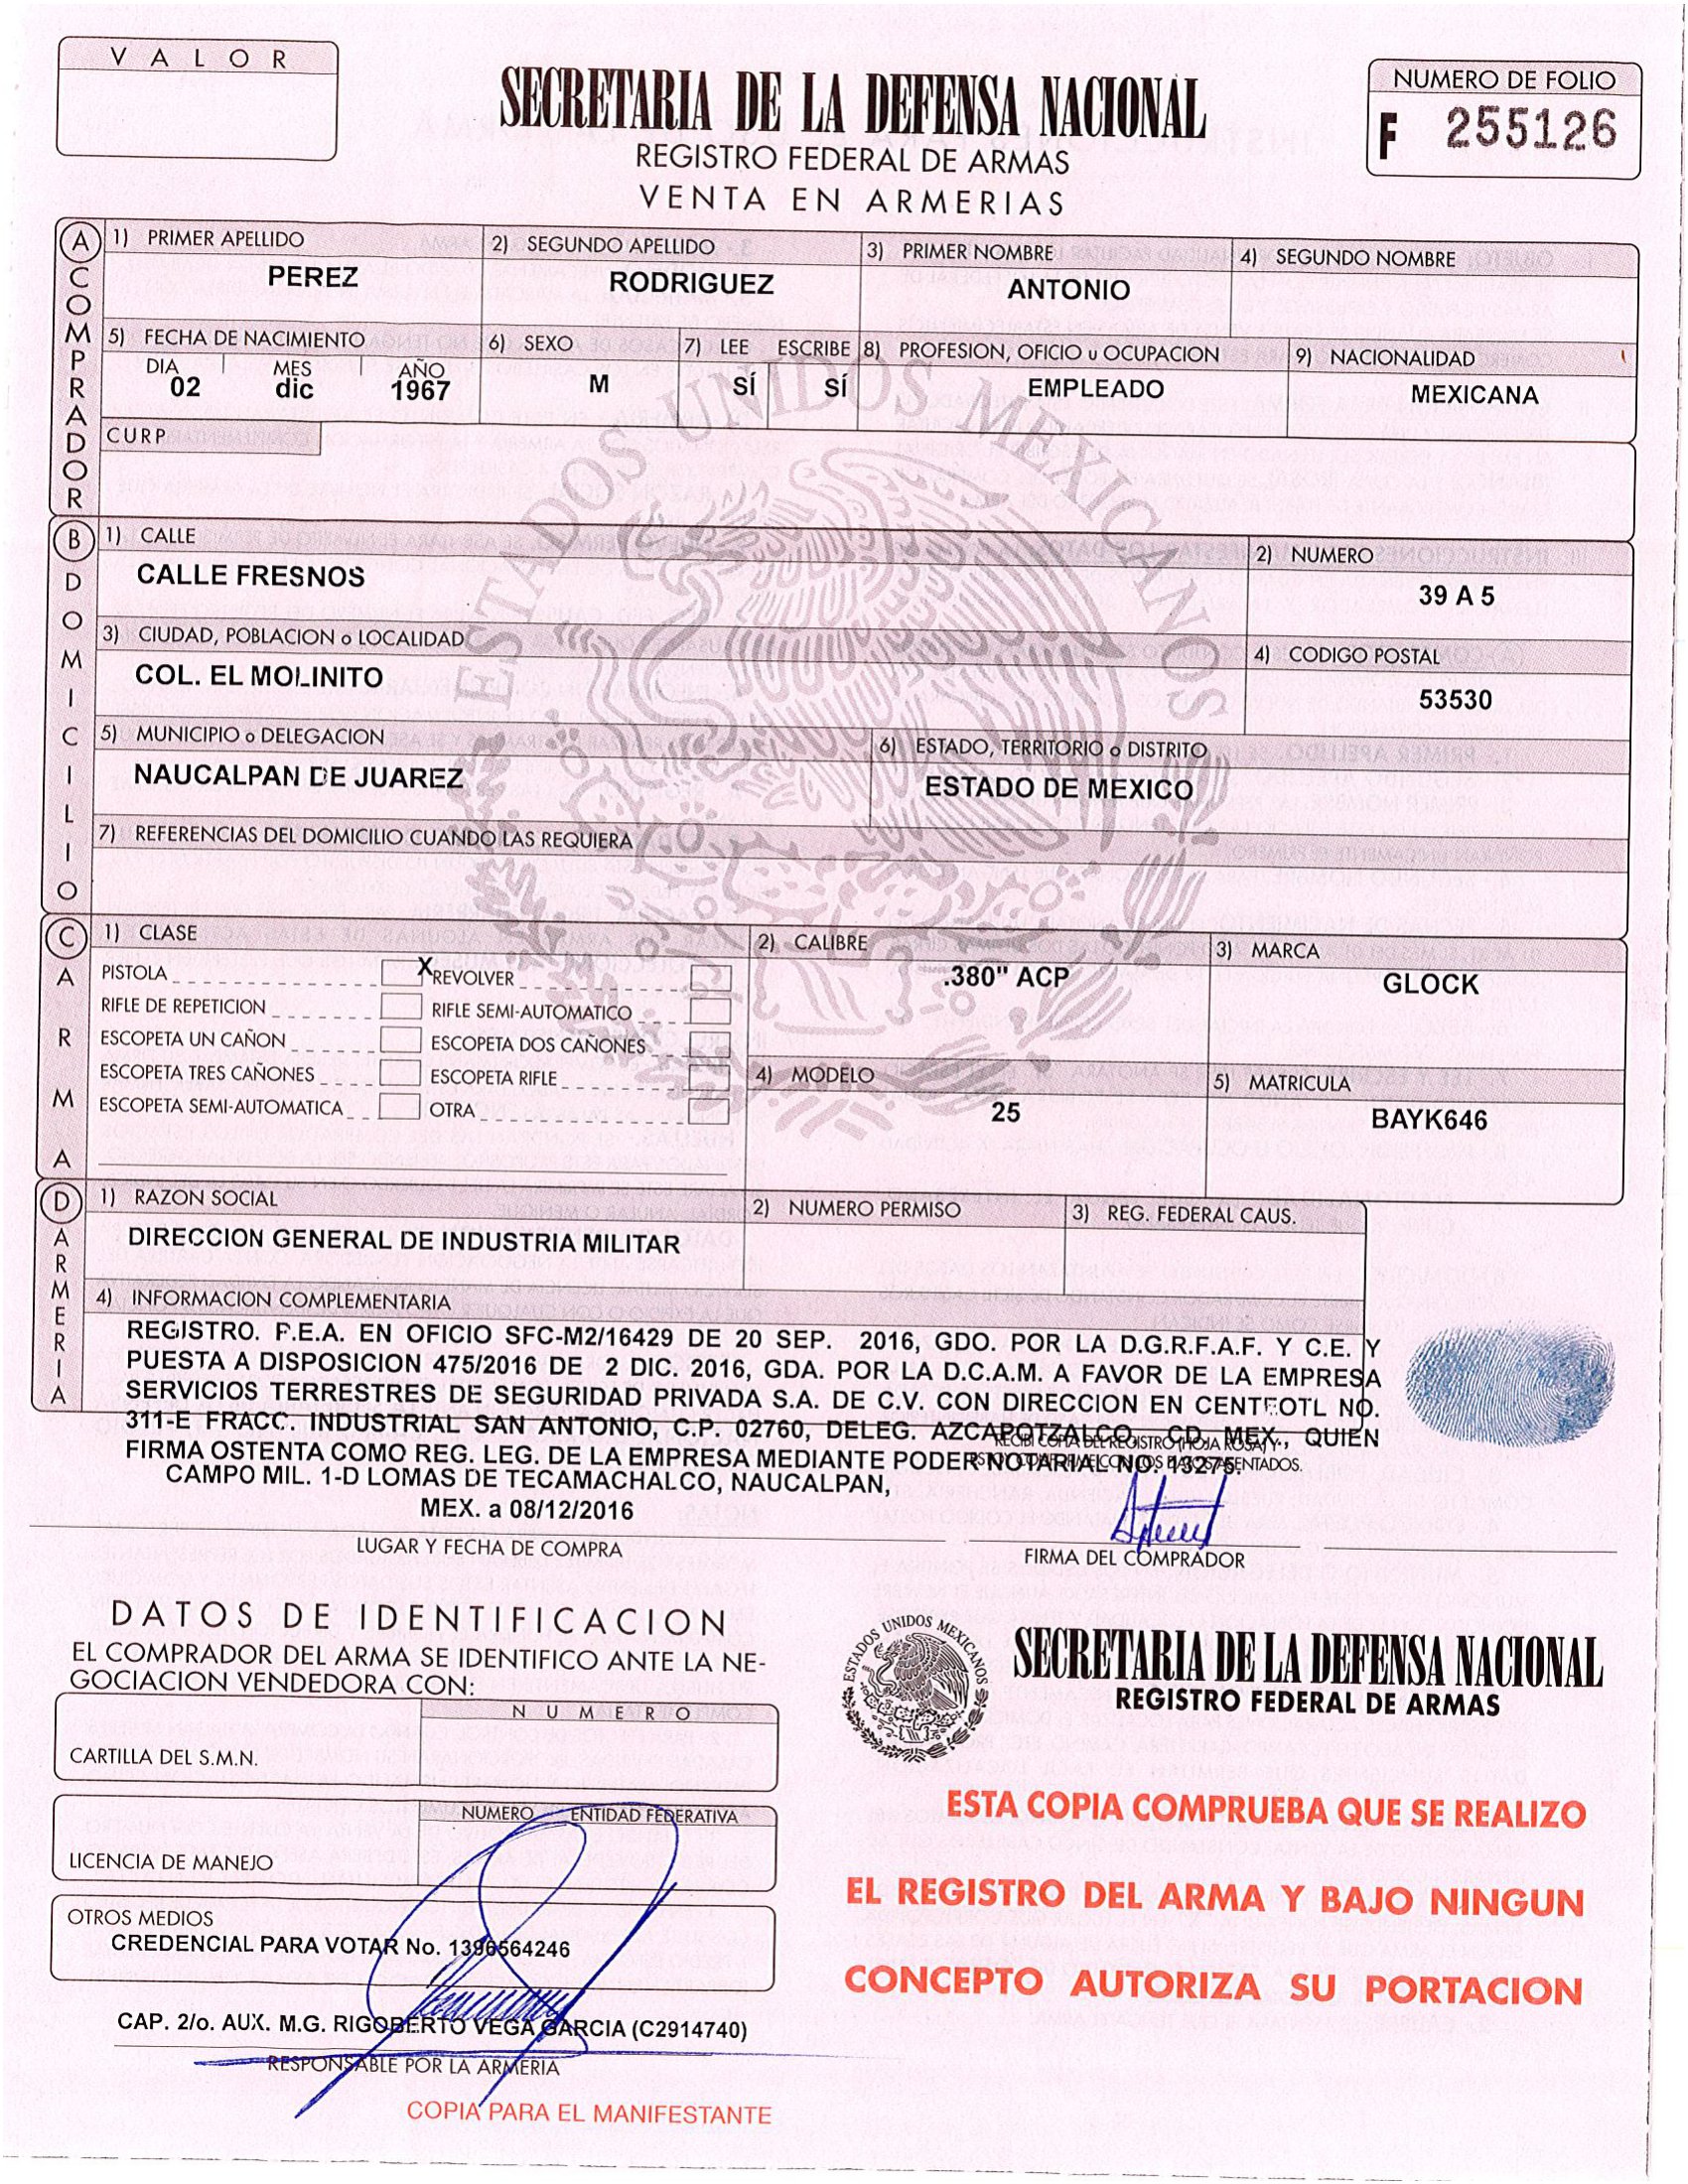 VALOR
SECRETARIA DE LA DEFENSA NACIONAL
REGISTRO FEDERAL DE ARMAS
VENTA EN ARMERIAS
NUMERO DE FOLIO
F 255126
A COMPRADOR
1) PRIMER APELLIDO 2) SEGUNDO APELLIDO 3) PRIMER NOMBRE 4) SEGUNDO NOMBRE
PEREZ RODRIGUEZ ANTONIO
5) FECHA DE NACIMIENTO 6) SEXO 7) LEE ESCRIBE 8) PROFESION, OFICIO u OCUPACION 9) NACIONALIDAD
DIA MES AÑO
02 dic 1967 M SÍ SÍ EMPLEADO MEXICANA
CURP
ESTADOS UNIDOS MEXICANOS
B DOMICILIO
1) CALLE 2) NUMERO
CALLE FRESNOS 39 A 5
3) CIUDAD, POBLACION o LOCALIDAD 4) CODIGO POSTAL
COL. EL MOLINITO 53530
5) MUNICIPIO o DELEGACION 6) ESTADO, TERRITORIO o DISTRITO
NAUCALPAN DE JUAREZ ESTADO DE MEXICO
7) REFERENCIAS DEL DOMICILIO CUANDO LAS REQUIERA
C ARMA
1) CLASE 2) CALIBRE 3) MARCA
PISTOLA X REVOLVER .380" ACP GLOCK
RIFLE DE REPETICION RIFLE SEMI-AUTOMATICO
ESCOPETA UN CAÑON ESCOPETA DOS CAÑONES
ESCOPETA TRES CAÑONES ESCOPETA RIFLE 4) MODELO 5) MATRICULA
ESCOPETA SEMI-AUTOMATICA OTRA 25 BAYK646
D ARMERIA
1) RAZON SOCIAL 2) NUMERO PERMISO 3) REG. FEDERAL CAUS.
DIRECCION GENERAL DE INDUSTRIA MILITAR
4) INFORMACION COMPLEMENTARIA
REGISTRO. P.E.A. EN OFICIO SFC-M2/16429 DE 20 SEP. 2016, GDO. POR LA D.G.R.F.A.F. Y C.E. Y
PUESTA A DISPOSICION 475/2016 DE 2 DIC. 2016, GDA. POR LA D.C.A.M. A FAVOR DE LA EMPRESA
SERVICIOS TERRESTRES DE SEGURIDAD PRIVADA S.A. DE C.V. CON DIRECCION EN CENTEOTL NO.
311-E FRACC. INDUSTRIAL SAN ANTONIO, C.P. 02760, DELEG. AZCAPOTZALCO, CD. MEX., QUIEN
RECIBI COPIA DEL REGISTRO (HOJA ROSA) Y
FIRMA OSTENTA COMO REG. LEG. DE LA EMPRESA MEDIANTE PODER NOTARIAL NO. 13275.
ESTOY CONFORME CON LOS DATOS ASENTADOS.
CAMPO MIL. 1-D LOMAS DE TECAMACHALCO, NAUCALPAN,
MEX. a 08/12/2016
LUGAR Y FECHA DE COMPRA
FIRMA DEL COMPRADOR
DATOS DE IDENTIFICACION
EL COMPRADOR DEL ARMA SE IDENTIFICO ANTE LA NE-
GOCIACION VENDEDORA CON:
NUMERO
CARTILLA DEL S.M.N.
NUMERO ENTIDAD FEDERATIVA
LICENCIA DE MANEJO
OTROS MEDIOS
CREDENCIAL PARA VOTAR No. 1396564246
CAP. 2/o. AUX. M.G. RIGOBERTO VEGA GARCIA (C2914740)
RESPONSABLE POR LA ARMERIA
COPIA PARA EL MANIFESTANTE
ESTADOS UNIDOS MEXICANOS
SECRETARIA DE LA DEFENSA NACIONAL
REGISTRO FEDERAL DE ARMAS
ESTA COPIA COMPRUEBA QUE SE REALIZO
EL REGISTRO DEL ARMA Y BAJO NINGUN
CONCEPTO AUTORIZA SU PORTACION